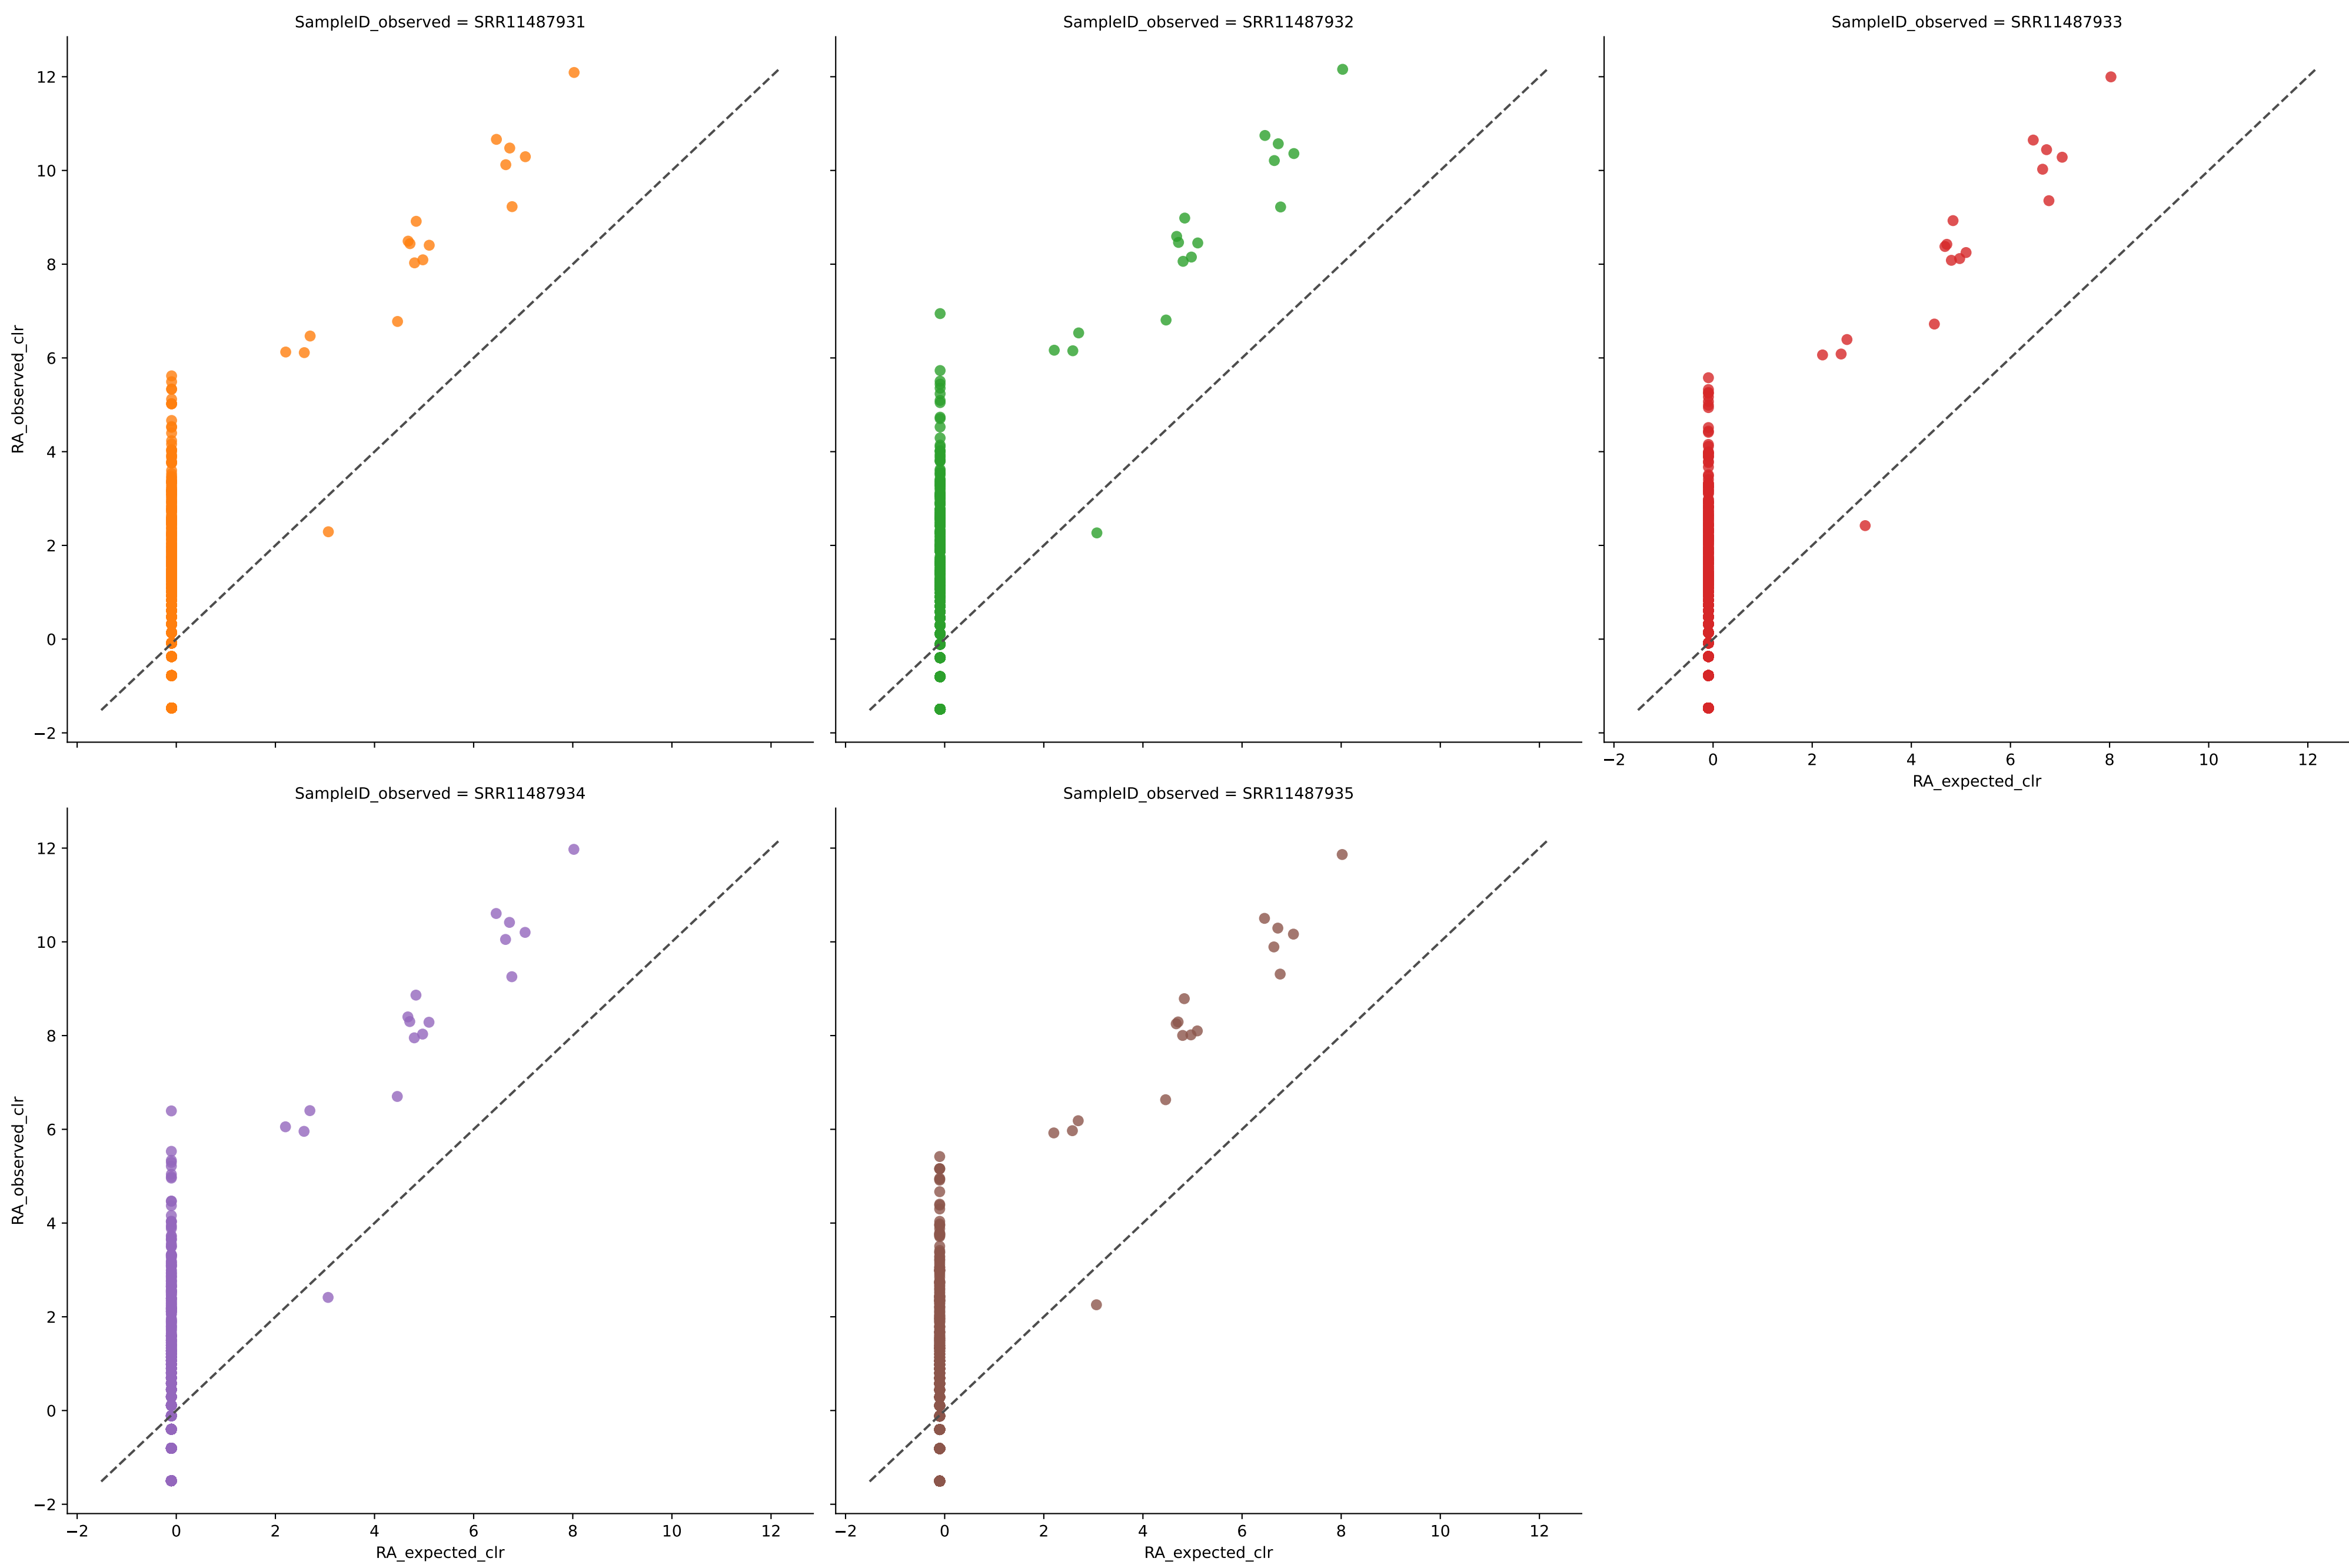 SampleID_observed = SRR11487931
SampleID_observed = SRR11487932
SampleID_observed = SRR11487933
12
10
8
6
4
2
0
−2
RA_observed_clr
−2 0 2 4 6 8 10 12
RA_expected_clr
SampleID_observed = SRR11487934
SampleID_observed = SRR11487935
12
10
8
6
4
2
0
−2
RA_observed_clr
−2 0 2 4 6 8 10 12
−2 0 2 4 6 8 10 12
RA_expected_clr
RA_expected_clr